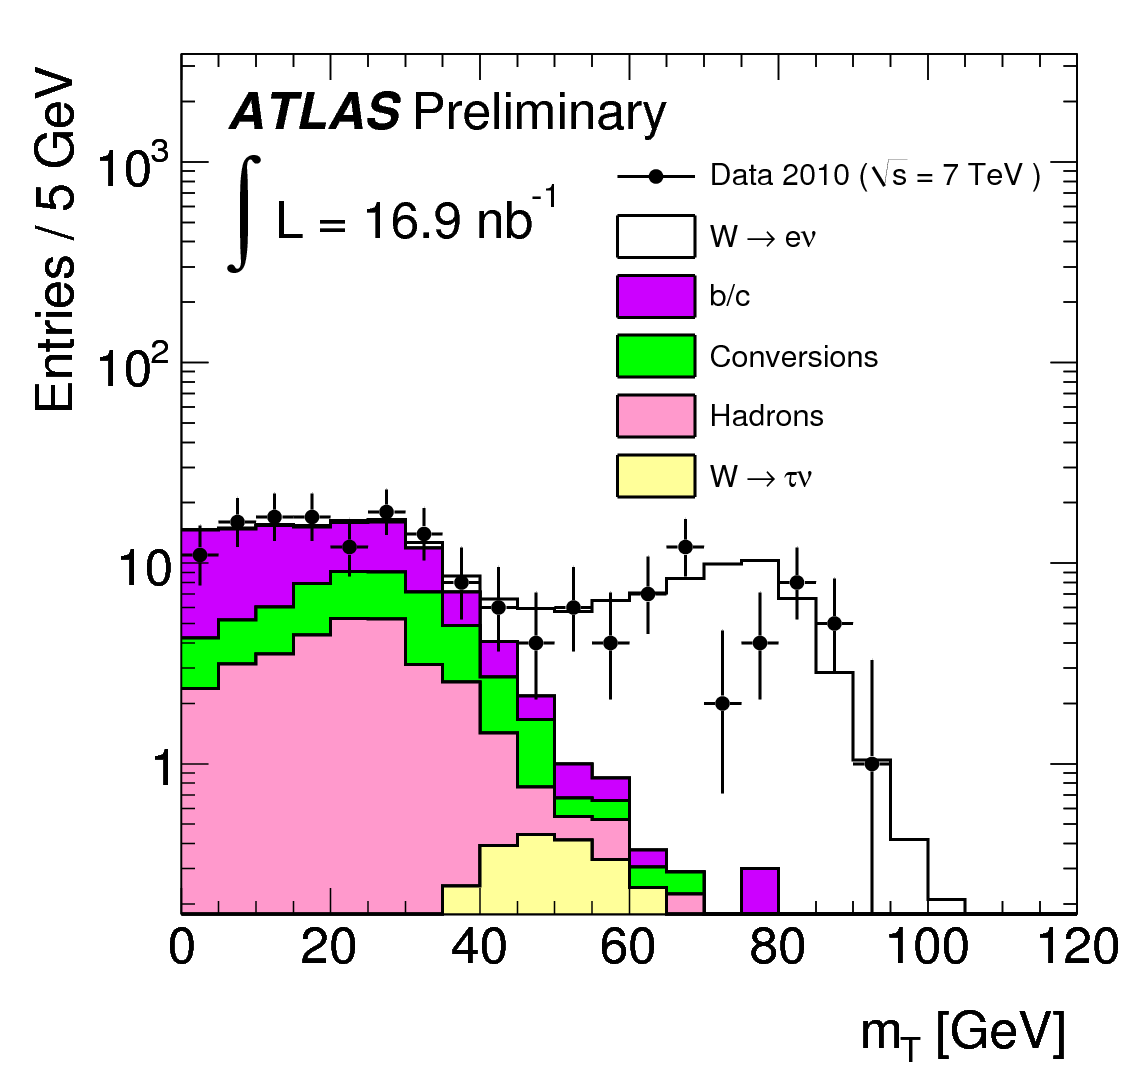 ATLAS Preliminary
∫ L = 16.9 nb⁻¹
Data 2010 (√s = 7 TeV )
W → eν
b/c
Conversions
Hadrons
W → τν
Entries / 5 GeV
10³
10²
10
1
0 20 40 60 80 100 120
m_T [GeV]